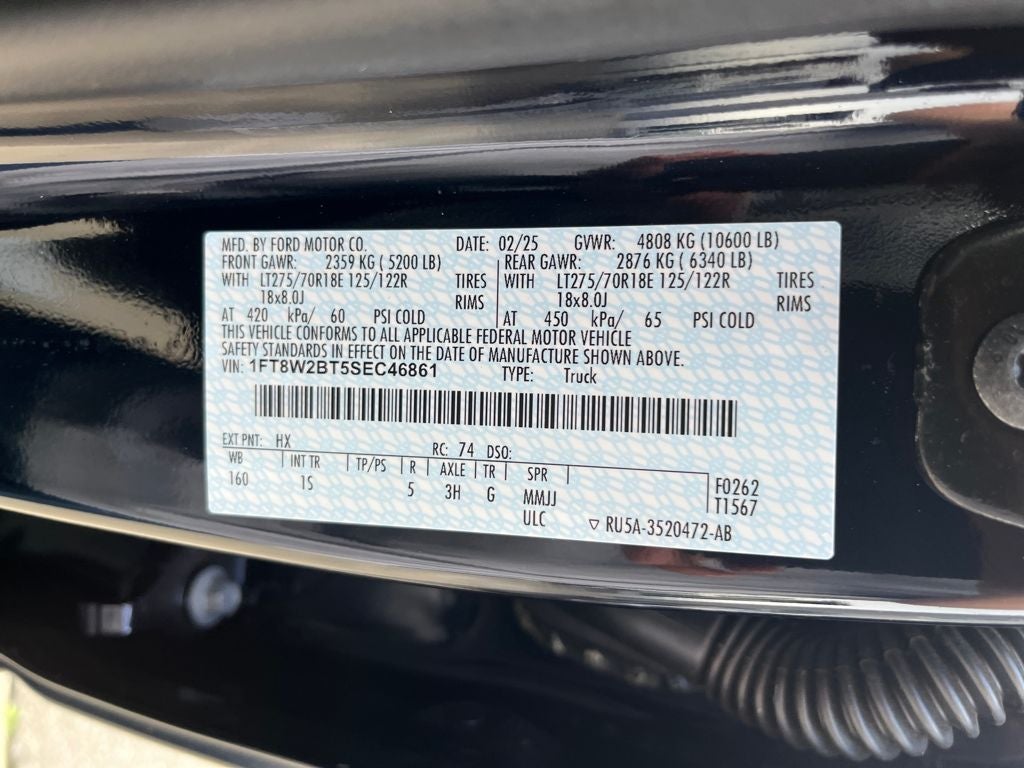 MFD. BY FORD MOTOR CO. DATE: 02/25 GVWR: 4808 KG (10600 LB)
FRONT GAWR: 2359 KG ( 5200 LB) REAR GAWR: 2876 KG ( 6340 LB)
WITH LT275/70R18E 125/122R TIRES WITH LT275/70R18E 125/122R TIRES
18x8.0J RIMS 18x8.0J RIMS
AT 420 kPa/ 60 PSI COLD AT 450 kPa/ 65 PSI COLD
THIS VEHICLE CONFORMS TO ALL APPLICABLE FEDERAL MOTOR VEHICLE
SAFETY STANDARDS IN EFFECT ON THE DATE OF MANUFACTURE SHOWN ABOVE.
VIN: 1FT8W2BT5SEC46861 TYPE: Truck
EXT PNT: HX RC: 74 DSO:
WB INT TR TP/PS R AXLE TR SPR
160 1S 5 3H G MMJJ F0262
ULC T1567
RU5A-3520472-AB